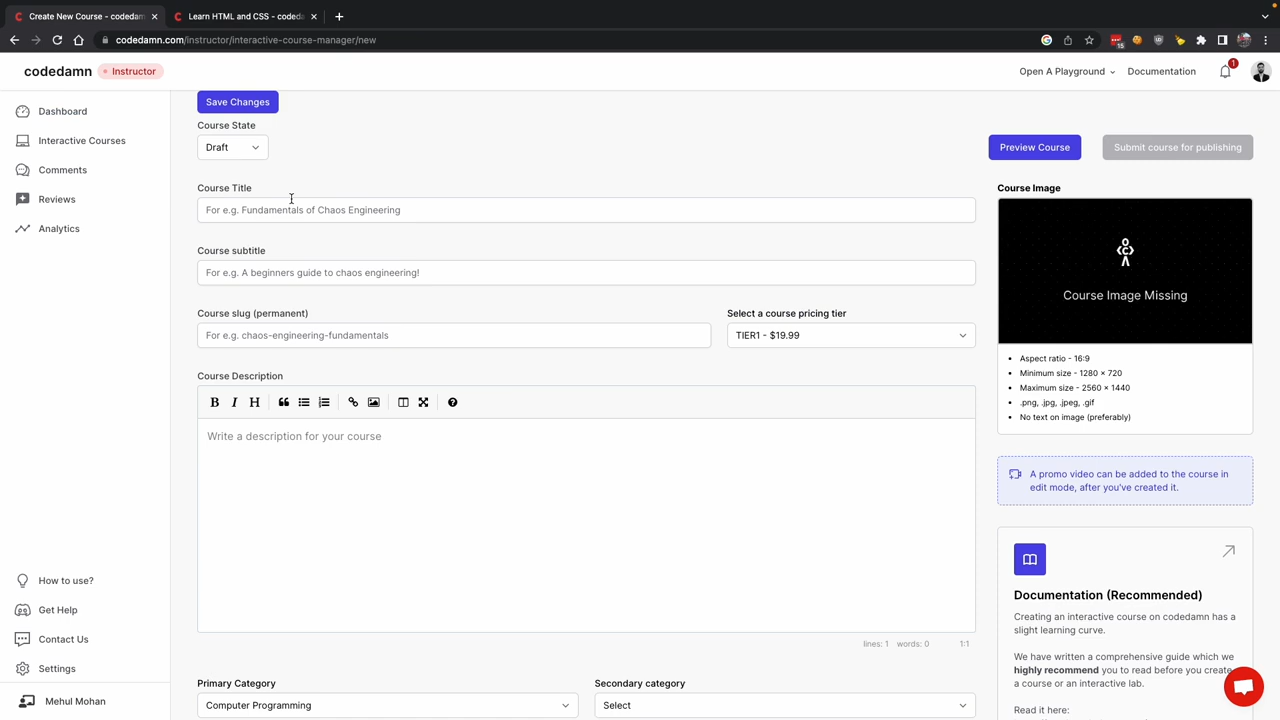 Create New Course - codedam
Learn HTML and CSS - codeda
codedamn.com/instructor/interactive-course-manager/new
15
codedamn
Instructor
Open A Playground
Documentation
1
Dashboard
Interactive Courses
Comments
Reviews
Analytics
How to use?
Get Help
Contact Us
Settings
Mehul Mohan
Save Changes
Course State
Draft
Preview Course
Submit course for publishing
Course Title
For e.g. Fundamentals of Chaos Engineering
Course subtitle
For e.g. A beginners guide to chaos engineering!
Course slug (permanent)
For e.g. chaos-engineering-fundamentals
Select a course pricing tier
TIER1 - $19.99
Course Description
B I H
Write a description for your course
lines: 1 words: 0 1:1
Primary Category
Computer Programming
Secondary category
Select
Course Image
Course Image Missing
• Aspect ratio - 16:9
• Minimum size - 1280 × 720
• Maximum size - 2560 × 1440
• .png, .jpg, .jpeg, .gif
• No text on image (preferably)
A promo video can be added to the course in
edit mode, after you've created it.
Documentation (Recommended)
Creating an interactive course on codedamn has a
slight learning curve.
We have written a comprehensive guide which we
highly recommend you to read before you create
a course or an interactive lab.
Read it here: